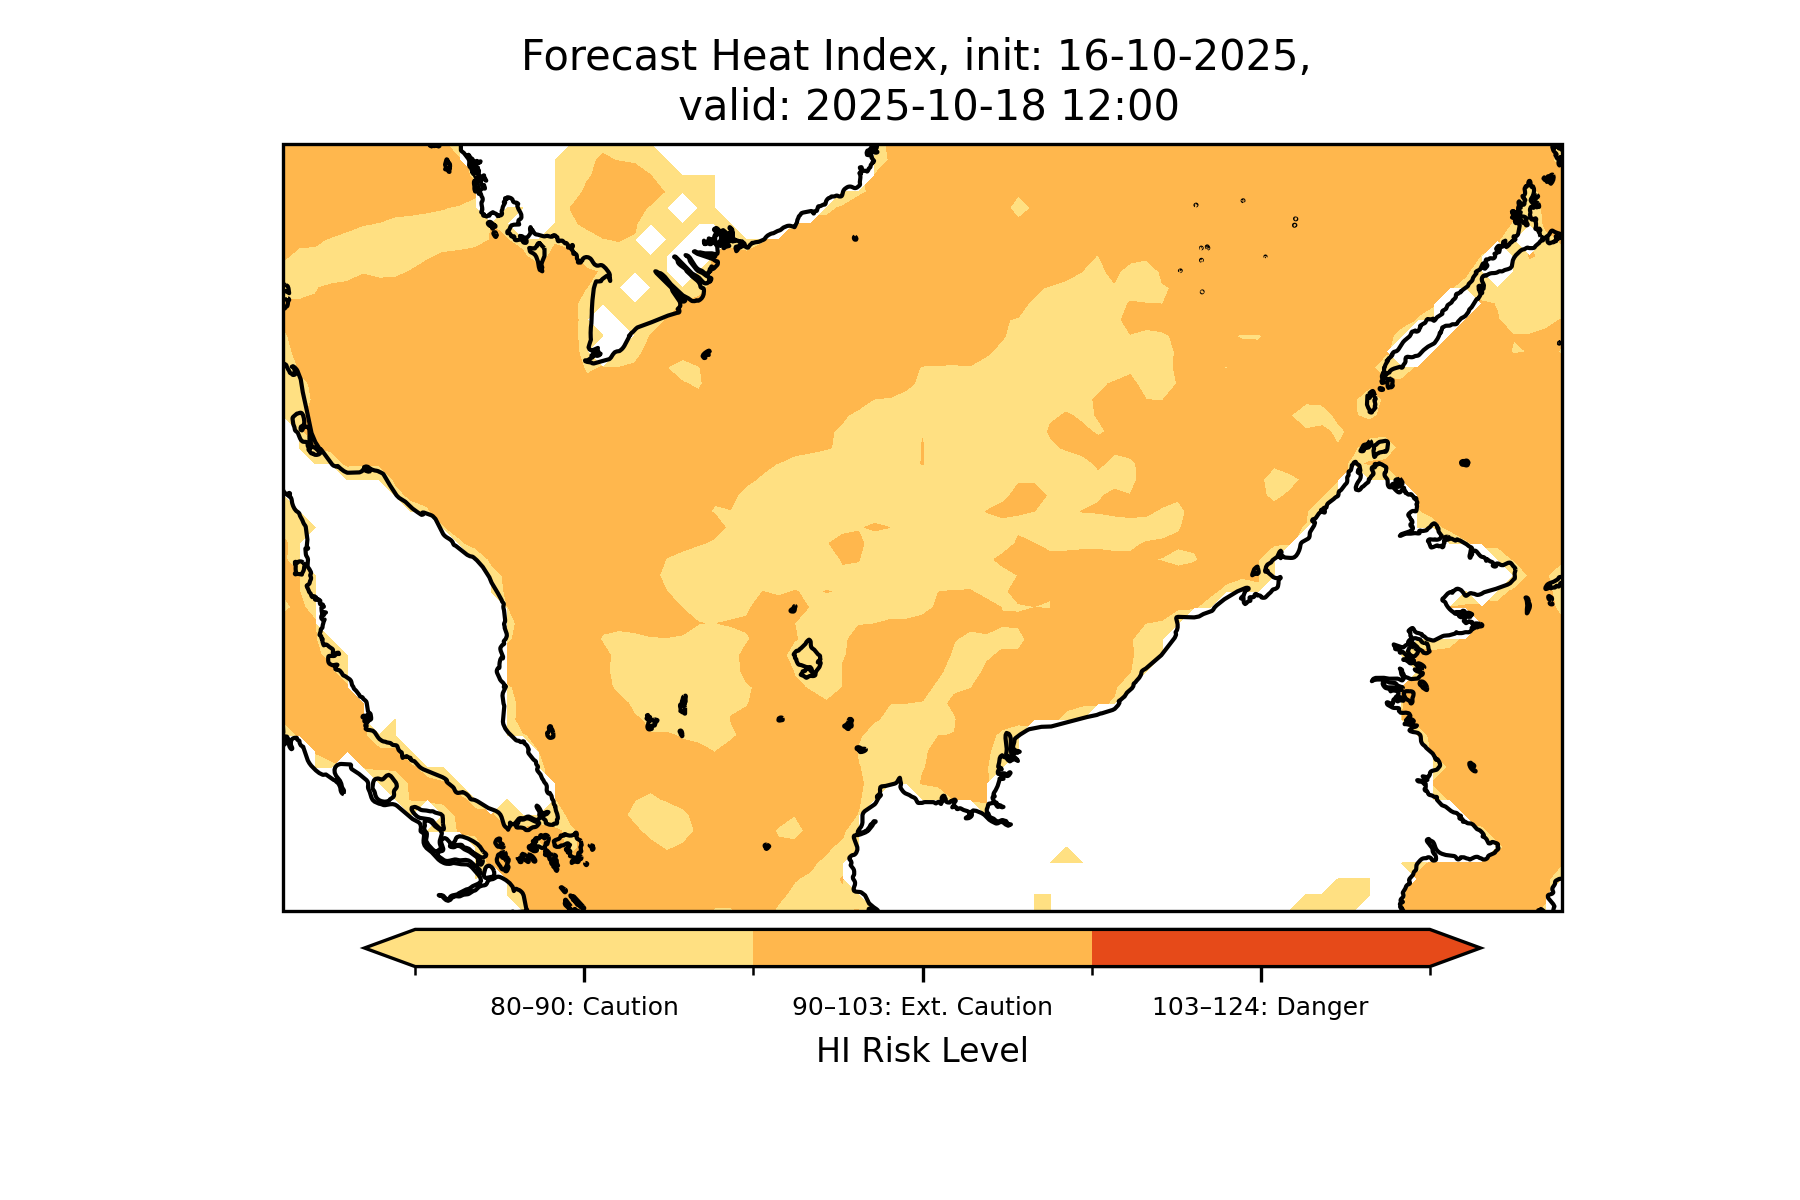 Forecast Heat Index, init: 16-10-2025,
valid: 2025-10-18 12:00
80–90: Caution
90–103: Ext. Caution
103–124: Danger
HI Risk Level